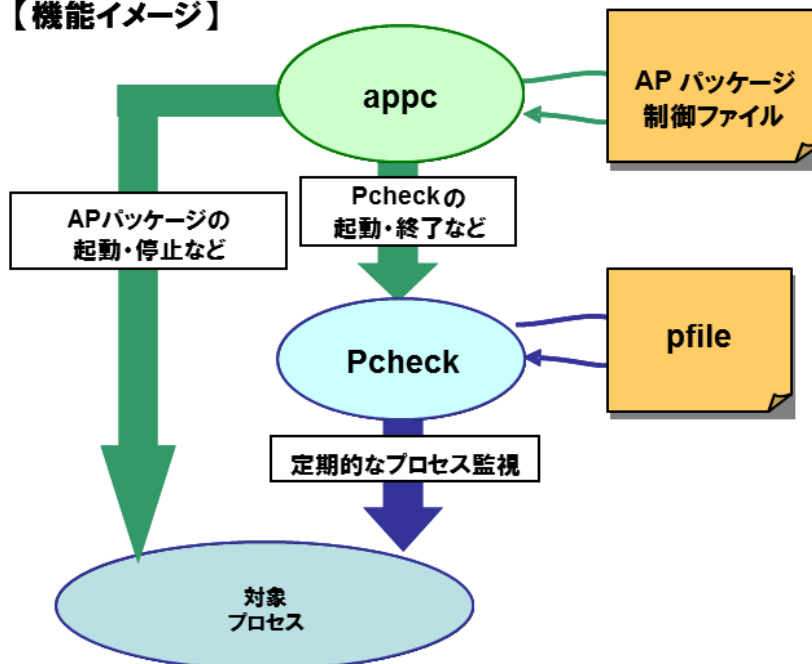 【機能イメージ】
appc
AP パッケージ
制御ファイル
APパッケージの
起動・停止など
Pcheckの
起動・終了など
Pcheck
pfile
定期的なプロセス監視
対象
プロセス